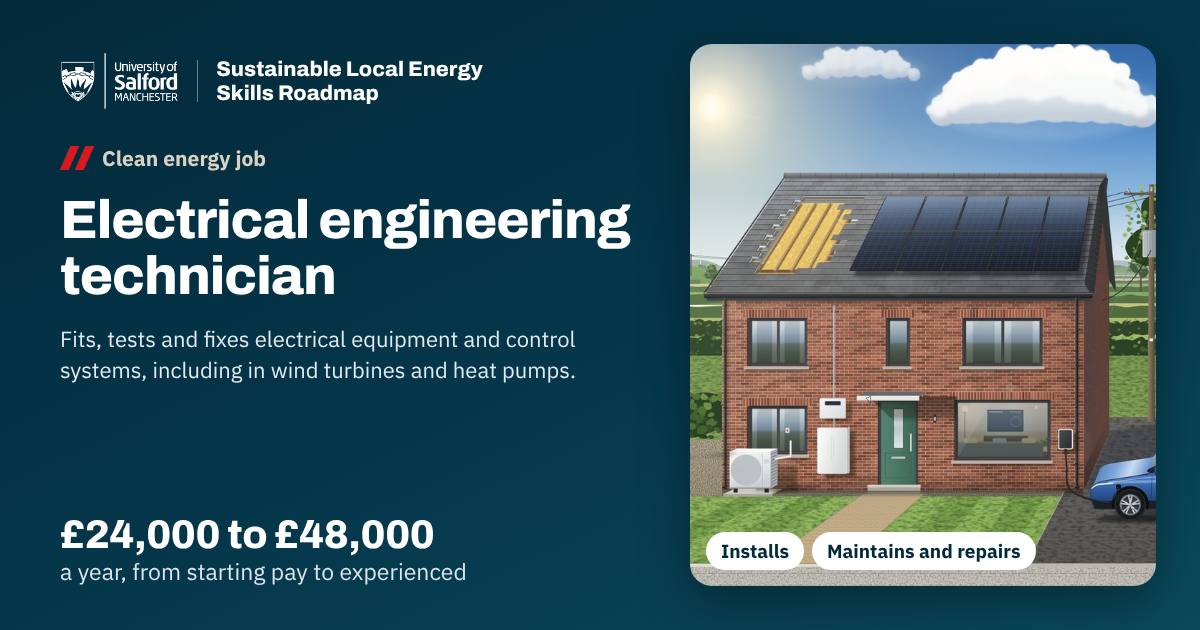 University of
Salford
MANCHESTER
Sustainable Local Energy
Skills Roadmap
Clean energy job
Electrical engineering
technician
Fits, tests and fixes electrical equipment and control
systems, including in wind turbines and heat pumps.
£24,000 to £48,000
a year, from starting pay to experienced
Installs
Maintains and repairs